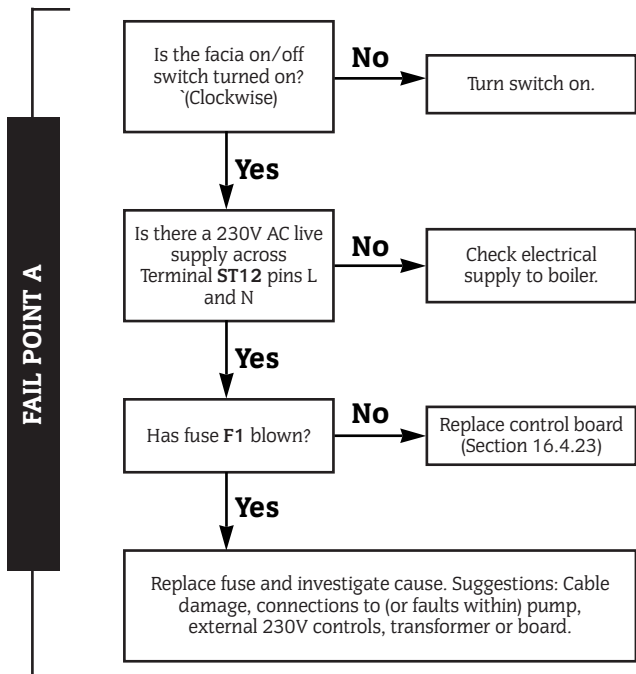 FAIL POINT A
Is the facia on/off
switch turned on?
`(Clockwise)
No
Turn switch on.
Yes
Is there a 230V AC live
supply across
Terminal ST12 pins L
and N
No
Check electrical
supply to boiler.
Yes
Has fuse F1 blown?
No
Replace control board
(Section 16.4.23)
Yes
Replace fuse and investigate cause. Suggestions: Cable
damage, connections to (or faults within) pump,
external 230V controls, transformer or board.